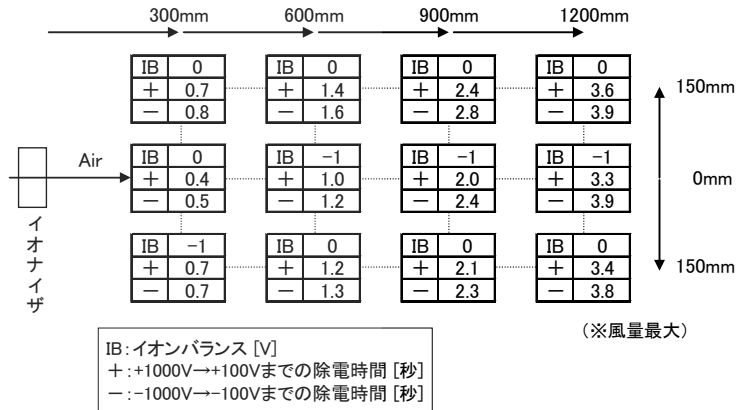 300mm 600mm 900mm 1200mm
IB 0 IB 0 IB 0 IB 0
+ 0.7 + 1.4 + 2.4 + 3.6
− 0.8 − 1.6 − 2.8 − 3.9
150mm
Air
IB 0 IB −1 IB −1 IB −1
+ 0.4 + 1.0 + 2.0 + 3.3
− 0.5 − 1.2 − 2.4 − 3.9
0mm
イオナイザ
IB −1 IB 0 IB 0 IB 0
+ 0.7 + 1.2 + 2.1 + 3.4
− 0.7 − 1.3 − 2.3 − 3.8
150mm
(※風量最大)
IB:イオンバランス [V]
+:+1000V→+100Vまでの除電時間 [秒]
−:−1000V→−100Vまでの除電時間 [秒]